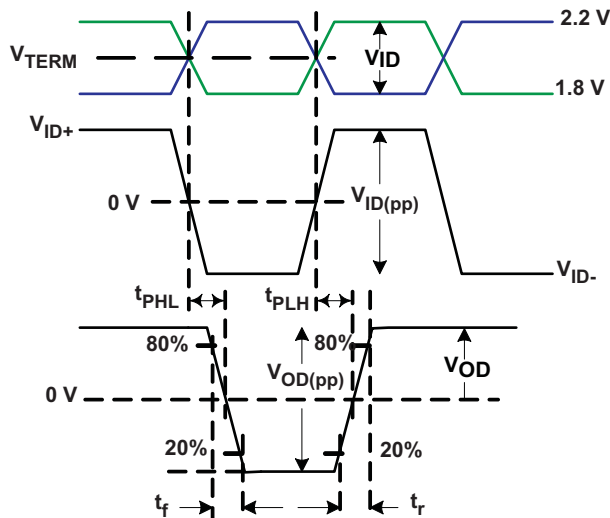 2.2 V
VTERM
VID
1.8 V
VID+
0 V
VID(pp)
tPHL
tPLH
VID-
80%
80%
VOD(pp)
VOD
0 V
20%
20%
tf
tr